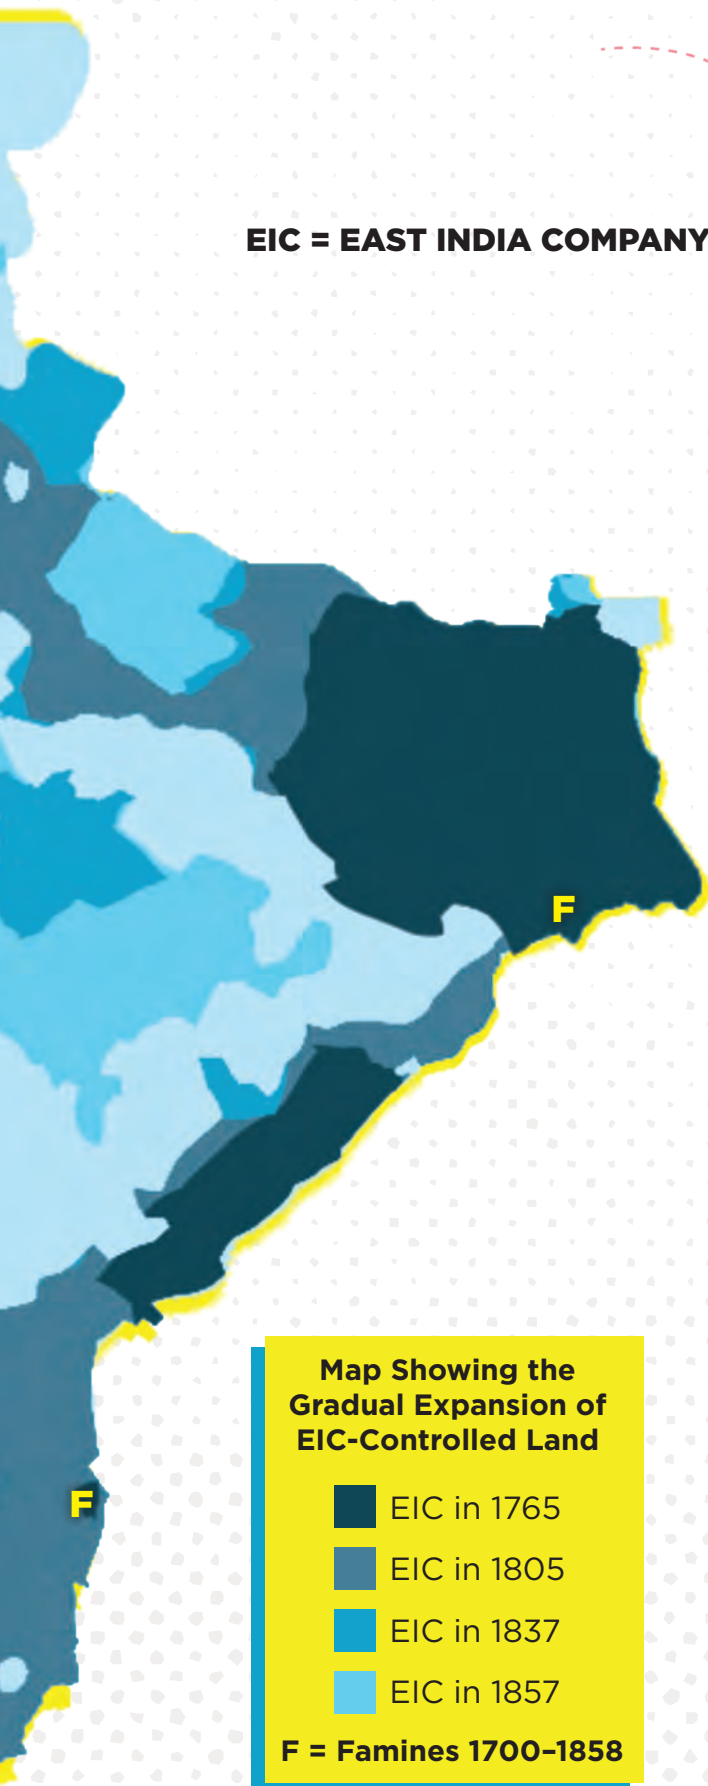 EIC = EAST INDIA COMPANY
F
F
Map Showing the
Gradual Expansion of
EIC-Controlled Land
EIC in 1765
EIC in 1805
EIC in 1837
EIC in 1857
F = Famines 1700–1858